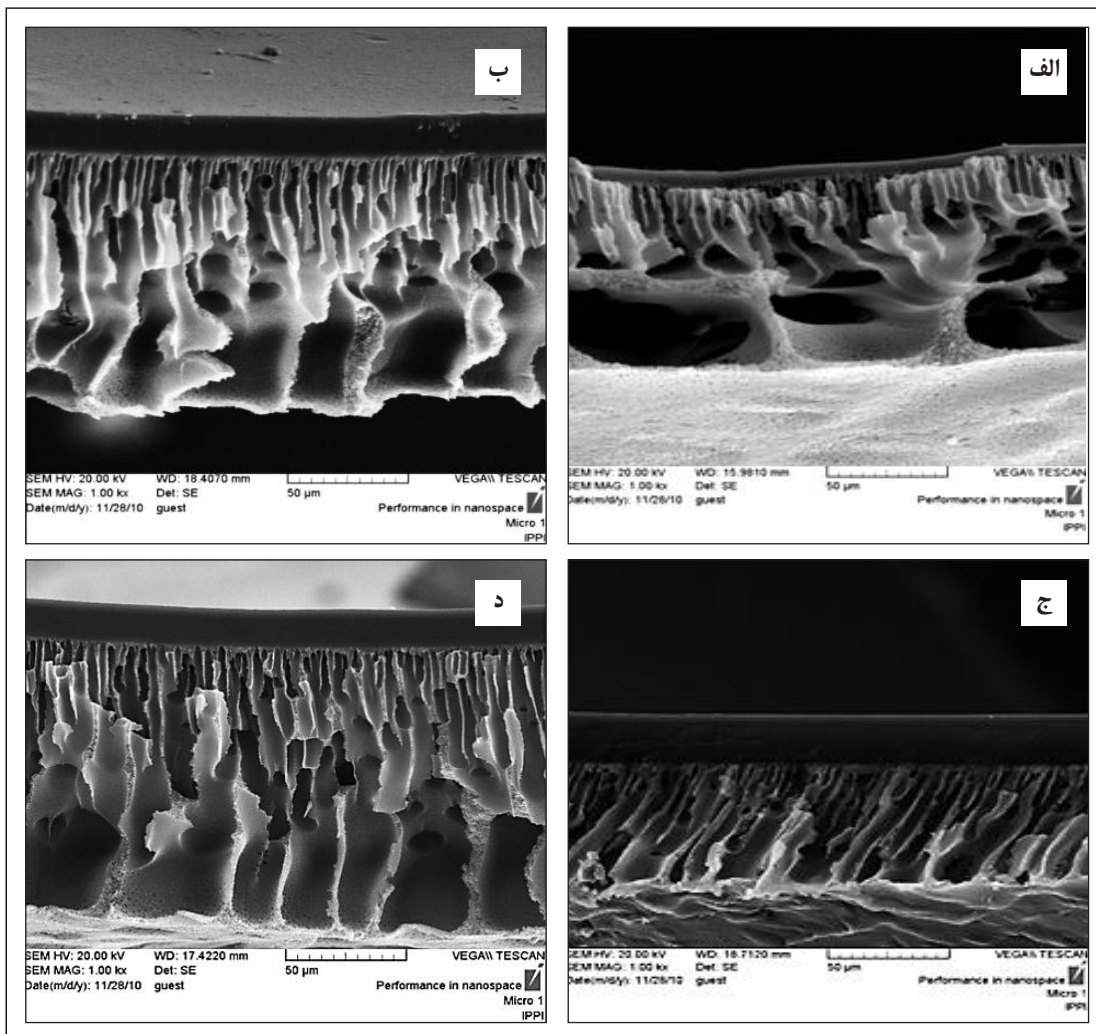 الف
SEM HV: 20.00 kV WD: 15.9810 mm VEGA\\ TESCAN
SEM MAG: 1.00 kx Det: SE 50 µm
Date(m/d/y): 11/28/10 guest Performance in nanospace
Micro 1
IPPI
ب
SEM HV: 20.00 kV WD: 18.4070 mm VEGA\\ TESCAN
SEM MAG: 1.00 kx Det: SE 50 µm
Date(m/d/y): 11/28/10 guest Performance in nanospace
Micro 1
IPPI
ج
SEM HV: 20.00 kV WD: 16.7120 mm VEGA\\ TESCAN
SEM MAG: 1.00 kx Det: SE 50 µm
Date(m/d/y): 11/28/10 guest Performance in nanospace
Micro 1
IPPI
د
SEM HV: 20.00 kV WD: 17.4220 mm VEGA\\ TESCAN
SEM MAG: 1.00 kx Det: SE 50 µm
Date(m/d/y): 11/28/10 guest Performance in nanospace
Micro 1
IPPI